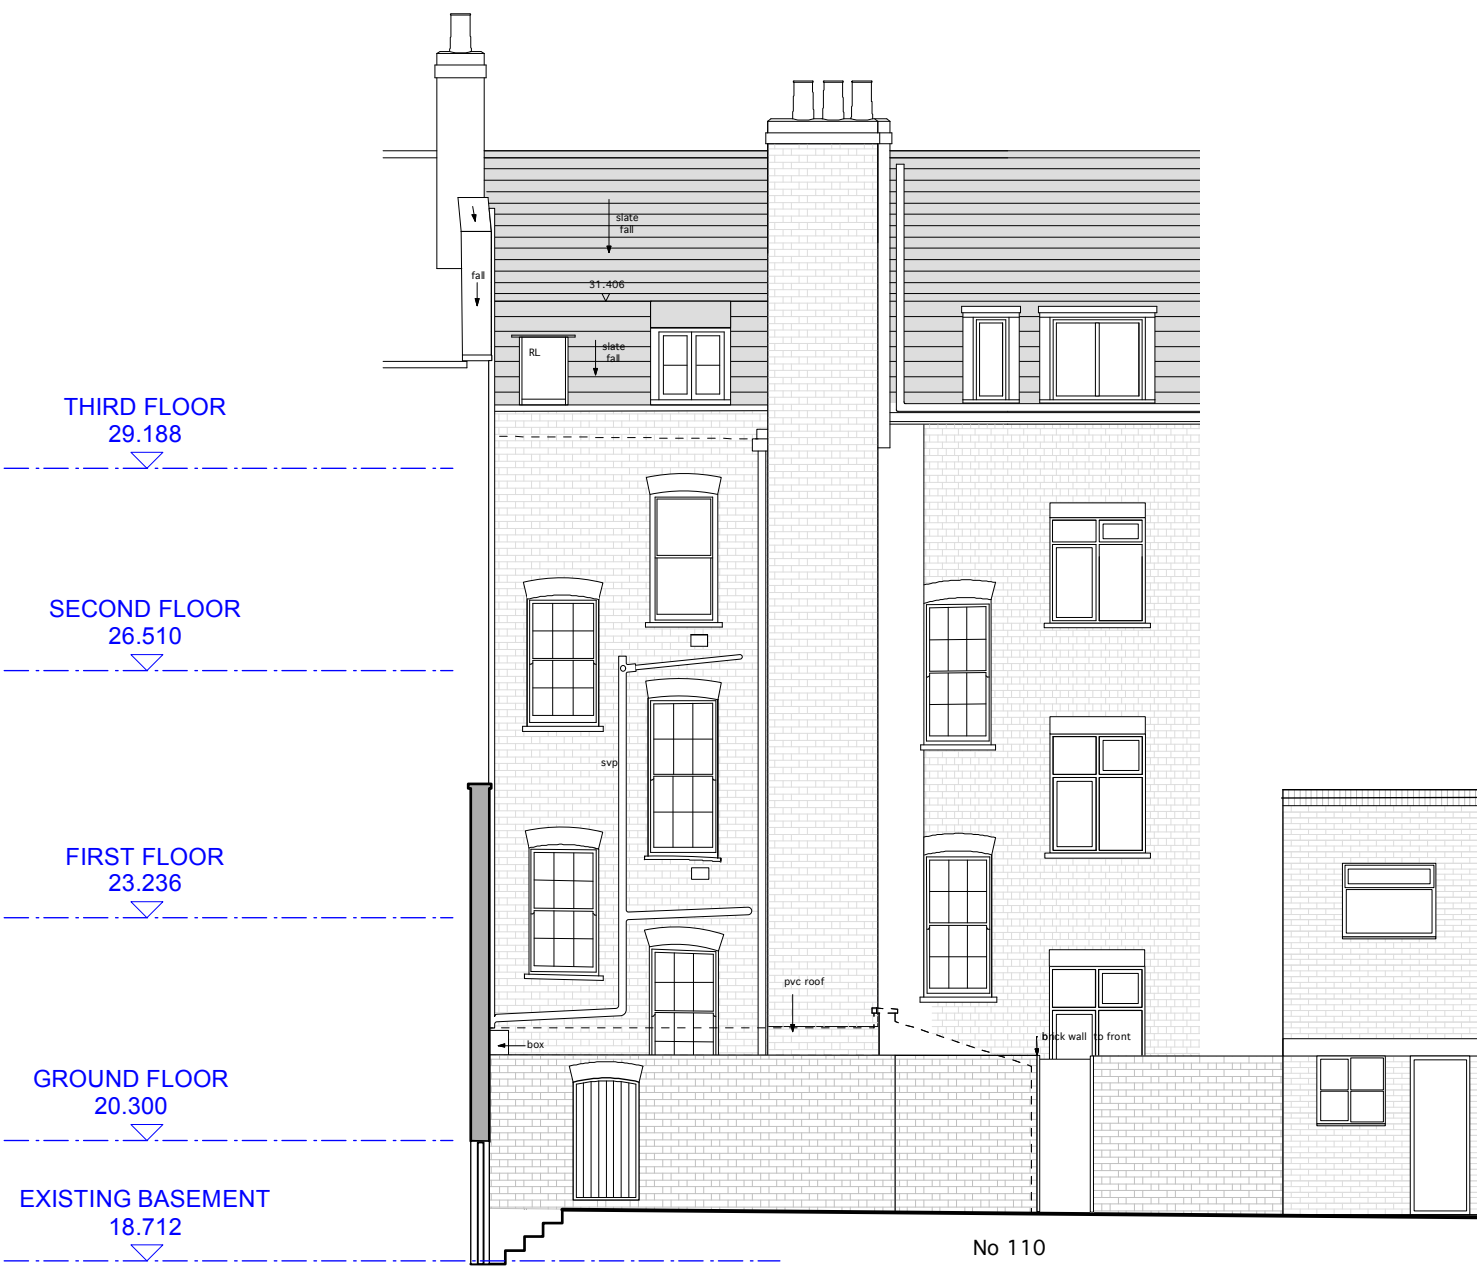 slate
fall
fall
31.406
RL
slate
fall
THIRD FLOOR
29.188
SECOND FLOOR
26.510
svp
FIRST FLOOR
23.236
pvc roof
brick wall to front
box
GROUND FLOOR
20.300
EXISTING BASEMENT
18.712
No 110